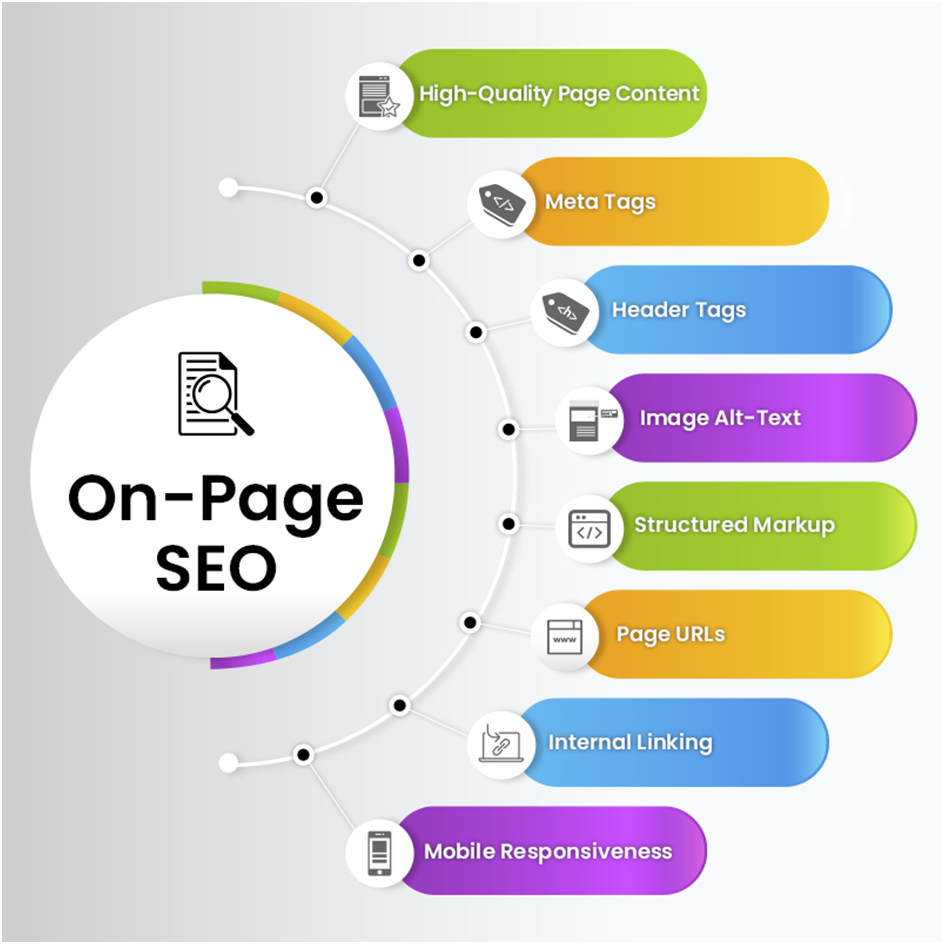 High-Quality Page Content
</>
Meta Tags
<h>
Header Tags
On-Page
SEO
Image Alt-Text
</>
Structured Markup
www
Page URLs
Internal Linking
Mobile Responsiveness